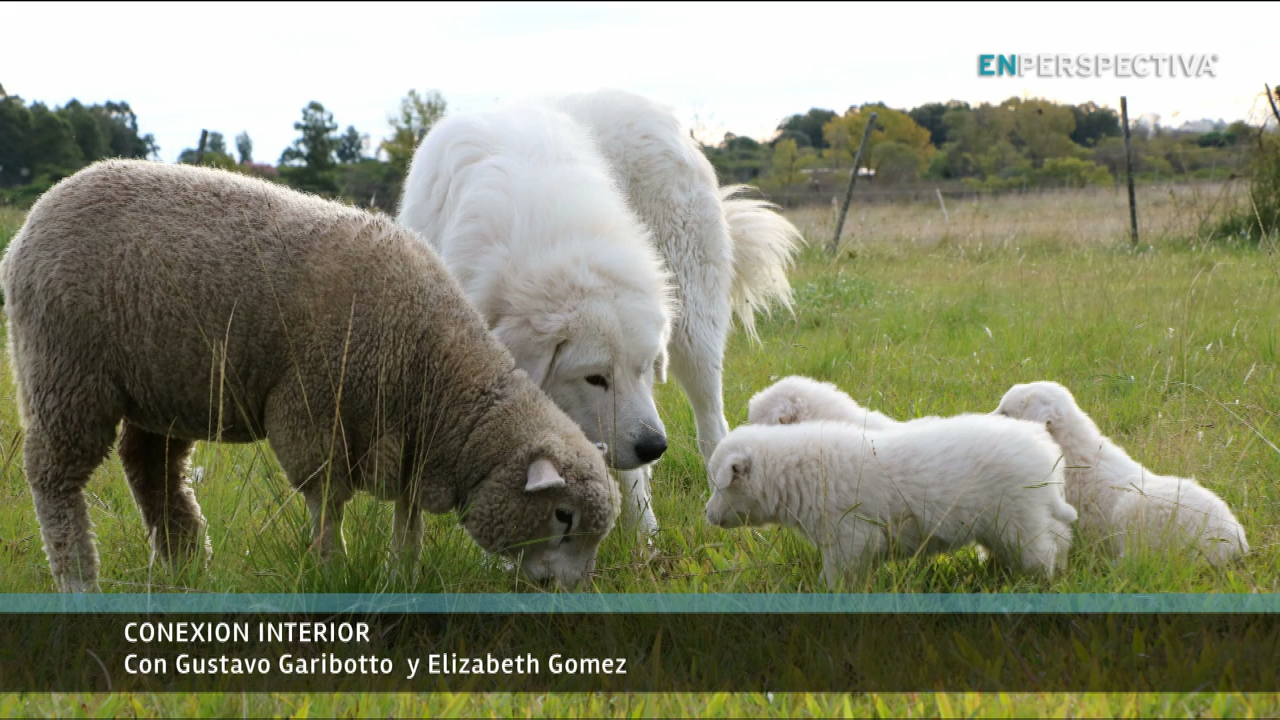 ENPERSPECTIVA
CONEXION INTERIOR
Con Gustavo Garibotto y Elizabeth Gomez